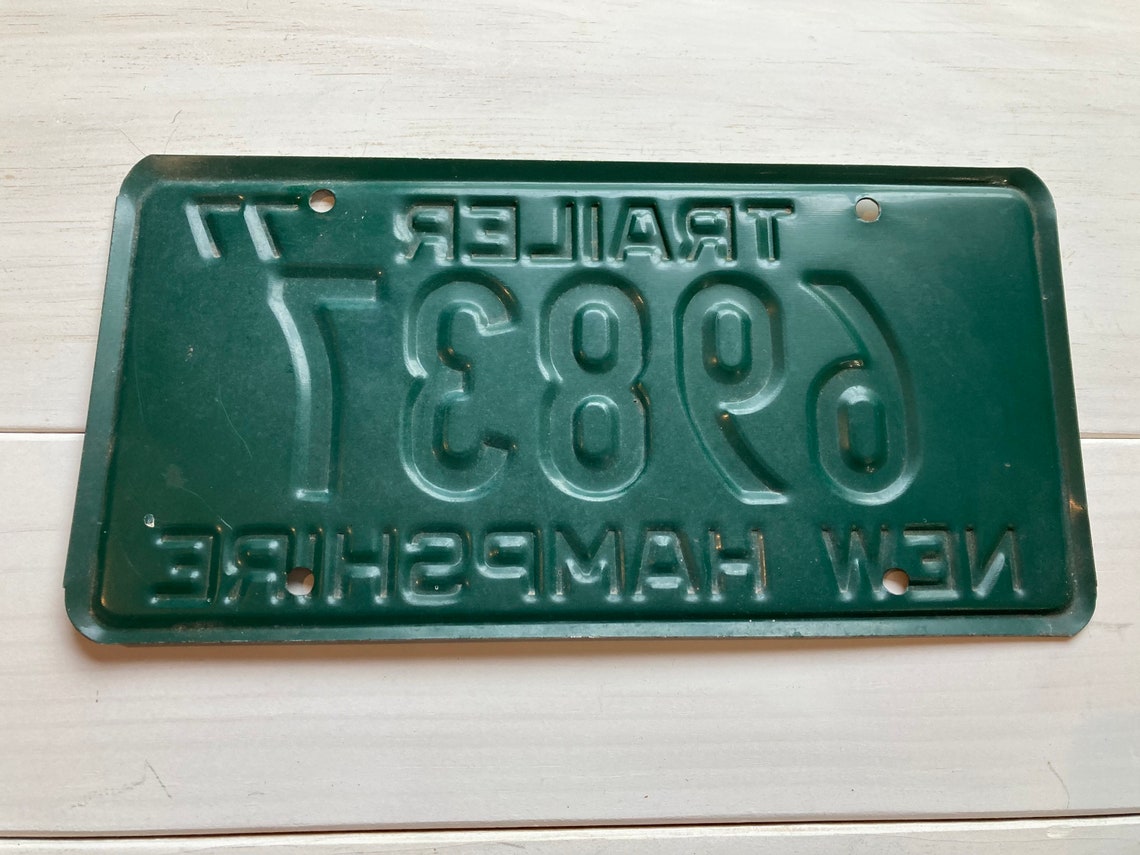 TRAILER 77
69837
NEW HAMPSHIRE